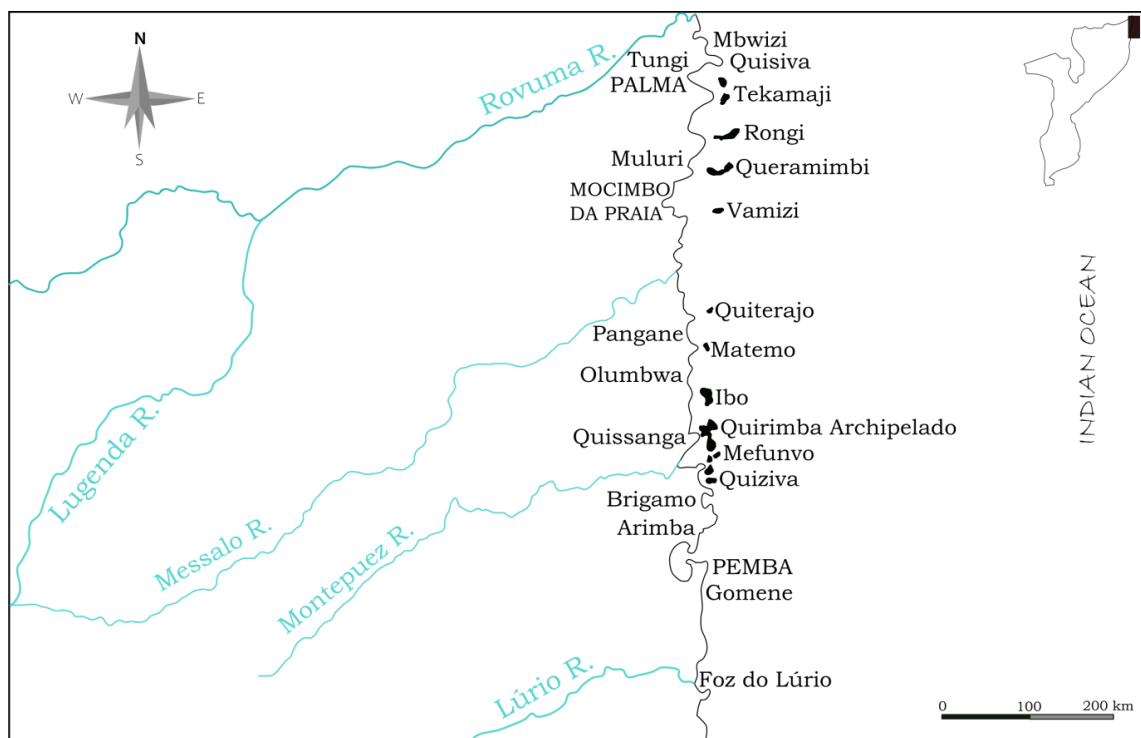 N
W
E
S
Rovuma R.
Mbwizi
Tungi
Quisiva
PALMA
Tekamaji
Rongi
Muluri
Queramimbi
MOCIMBO
DA PRAIA
Vamizi
Quiterajo
Pangane
Matemo
Olumbwa
Ibo
Quirimba Archipelado
Quissanga
Mefunvo
Quiziva
Brigamo
Arimba
PEMBA
Gomene
Lugenda R.
Messalo R.
Montepuez R.
Lúrio R.
Foz do Lúrio
INDIAN OCEAN
0 100 200 km